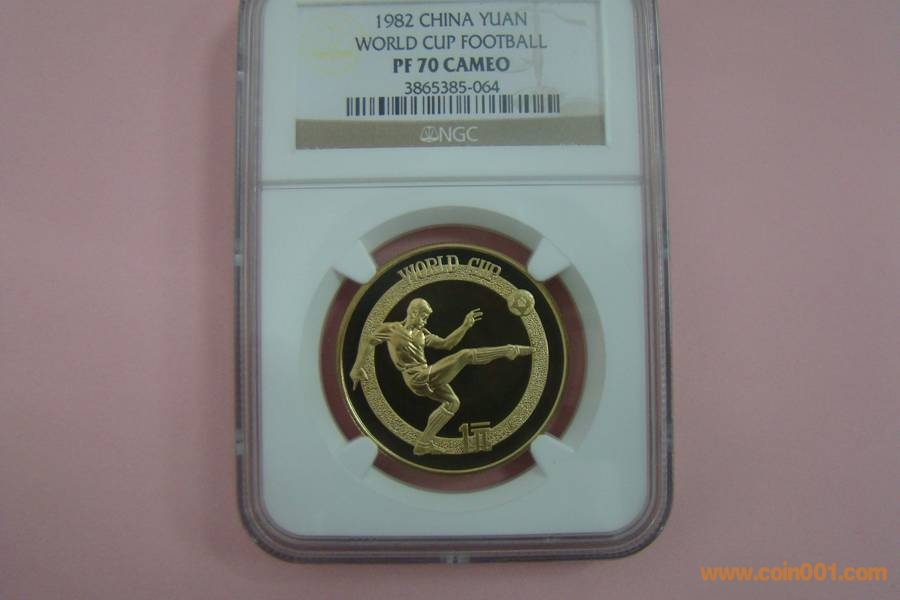 1982 CHINA YUAN
WORLD CUP FOOTBALL
PF 70 CAMEO
3865385-064
NGC
WORLD CUP
1元
www.coin001.com